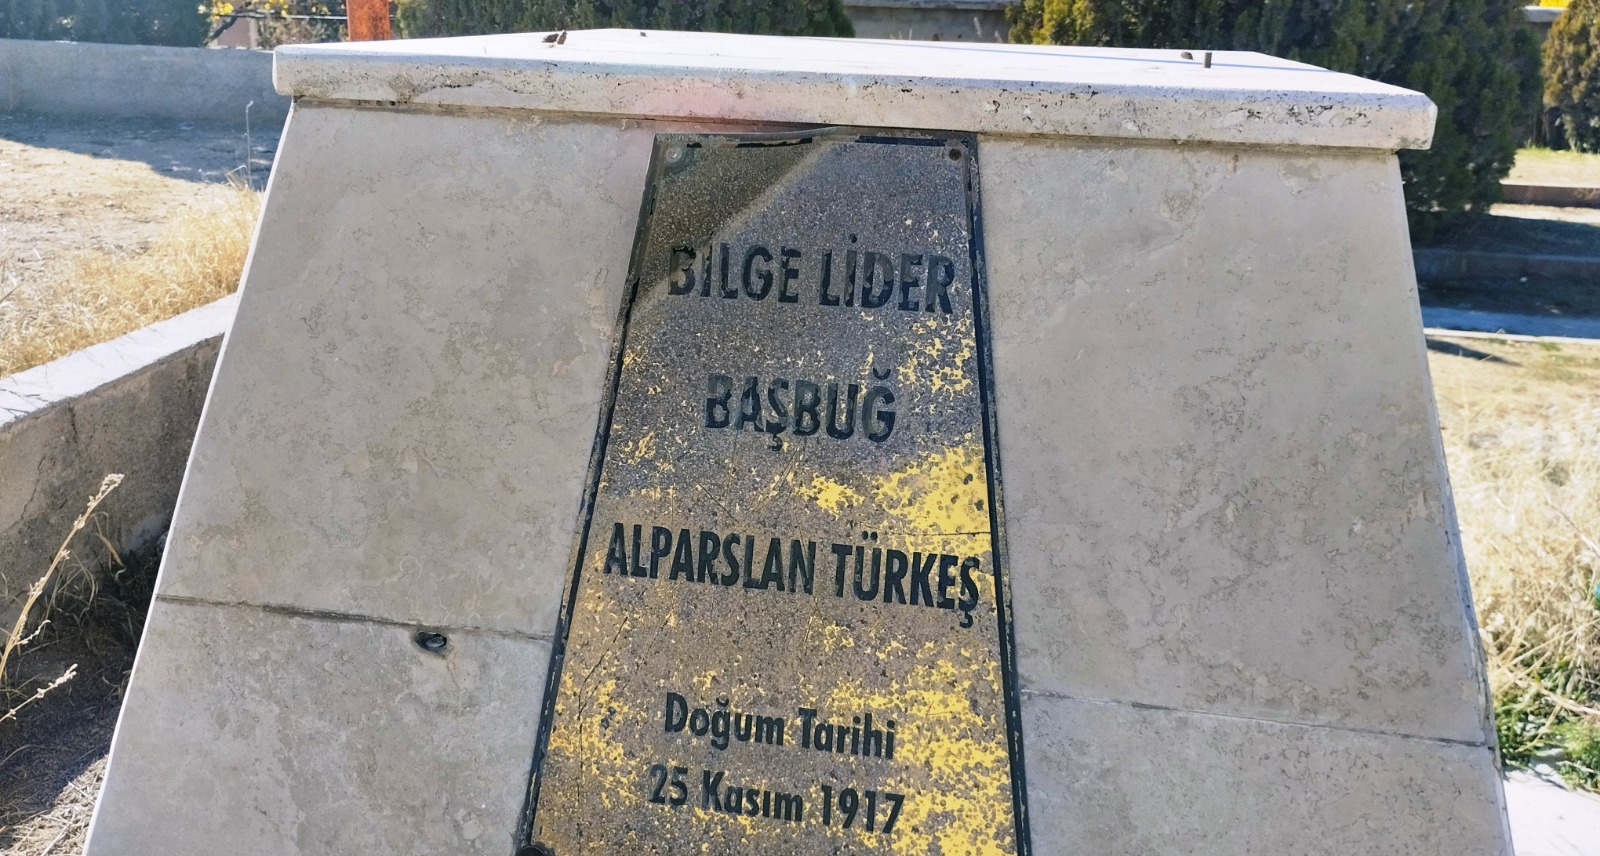 BİLGE LİDER
BAŞBUĞ
ALPARSLAN TÜRKEŞ
Doğum Tarihi
25 Kasım 1917